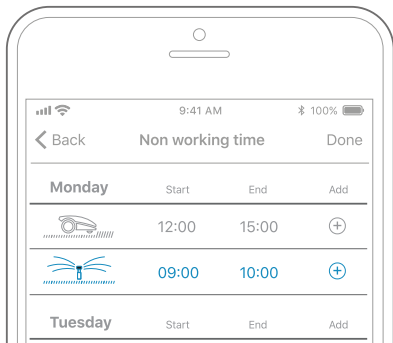 9:41 AM 100%
Back Non working time Done
Monday Start End Add
12:00 15:00
09:00 10:00
Tuesday Start End Add